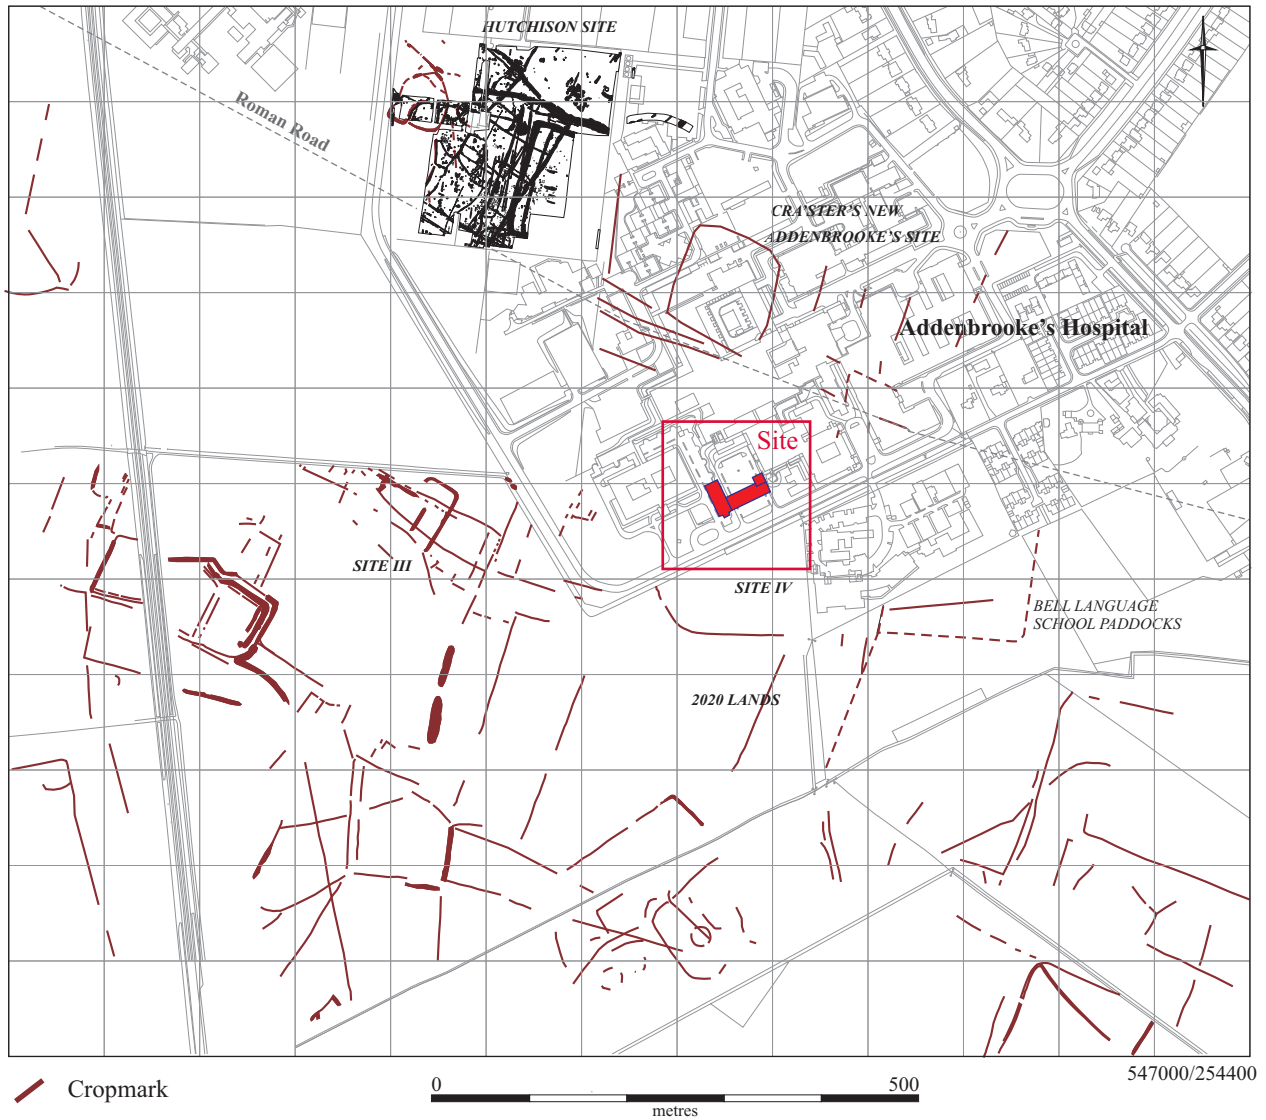 HUTCHISON SITE
Roman Road
CRA'STER'S NEW
ADDENBROOKE'S SITE
Addenbrooke's Hospital
Site
SITE III
SITE IV
BELL LANGUAGE
SCHOOL PADDOCKS
2020 LANDS
Cropmark
0 500
metres
547000/254400